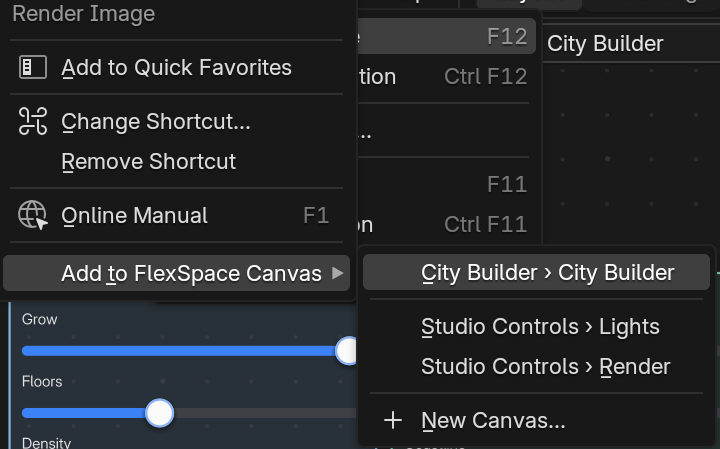 Render Image
Add to Quick Favorites
Change Shortcut...
Remove Shortcut
Online Manual F1
Add to FlexSpace Canvas
F12
tion Ctrl F12
...
F11
on Ctrl F11
City Builder
City Builder › City Builder
Studio Controls › Lights
Studio Controls › Render
New Canvas...
Grow
Floors
Density